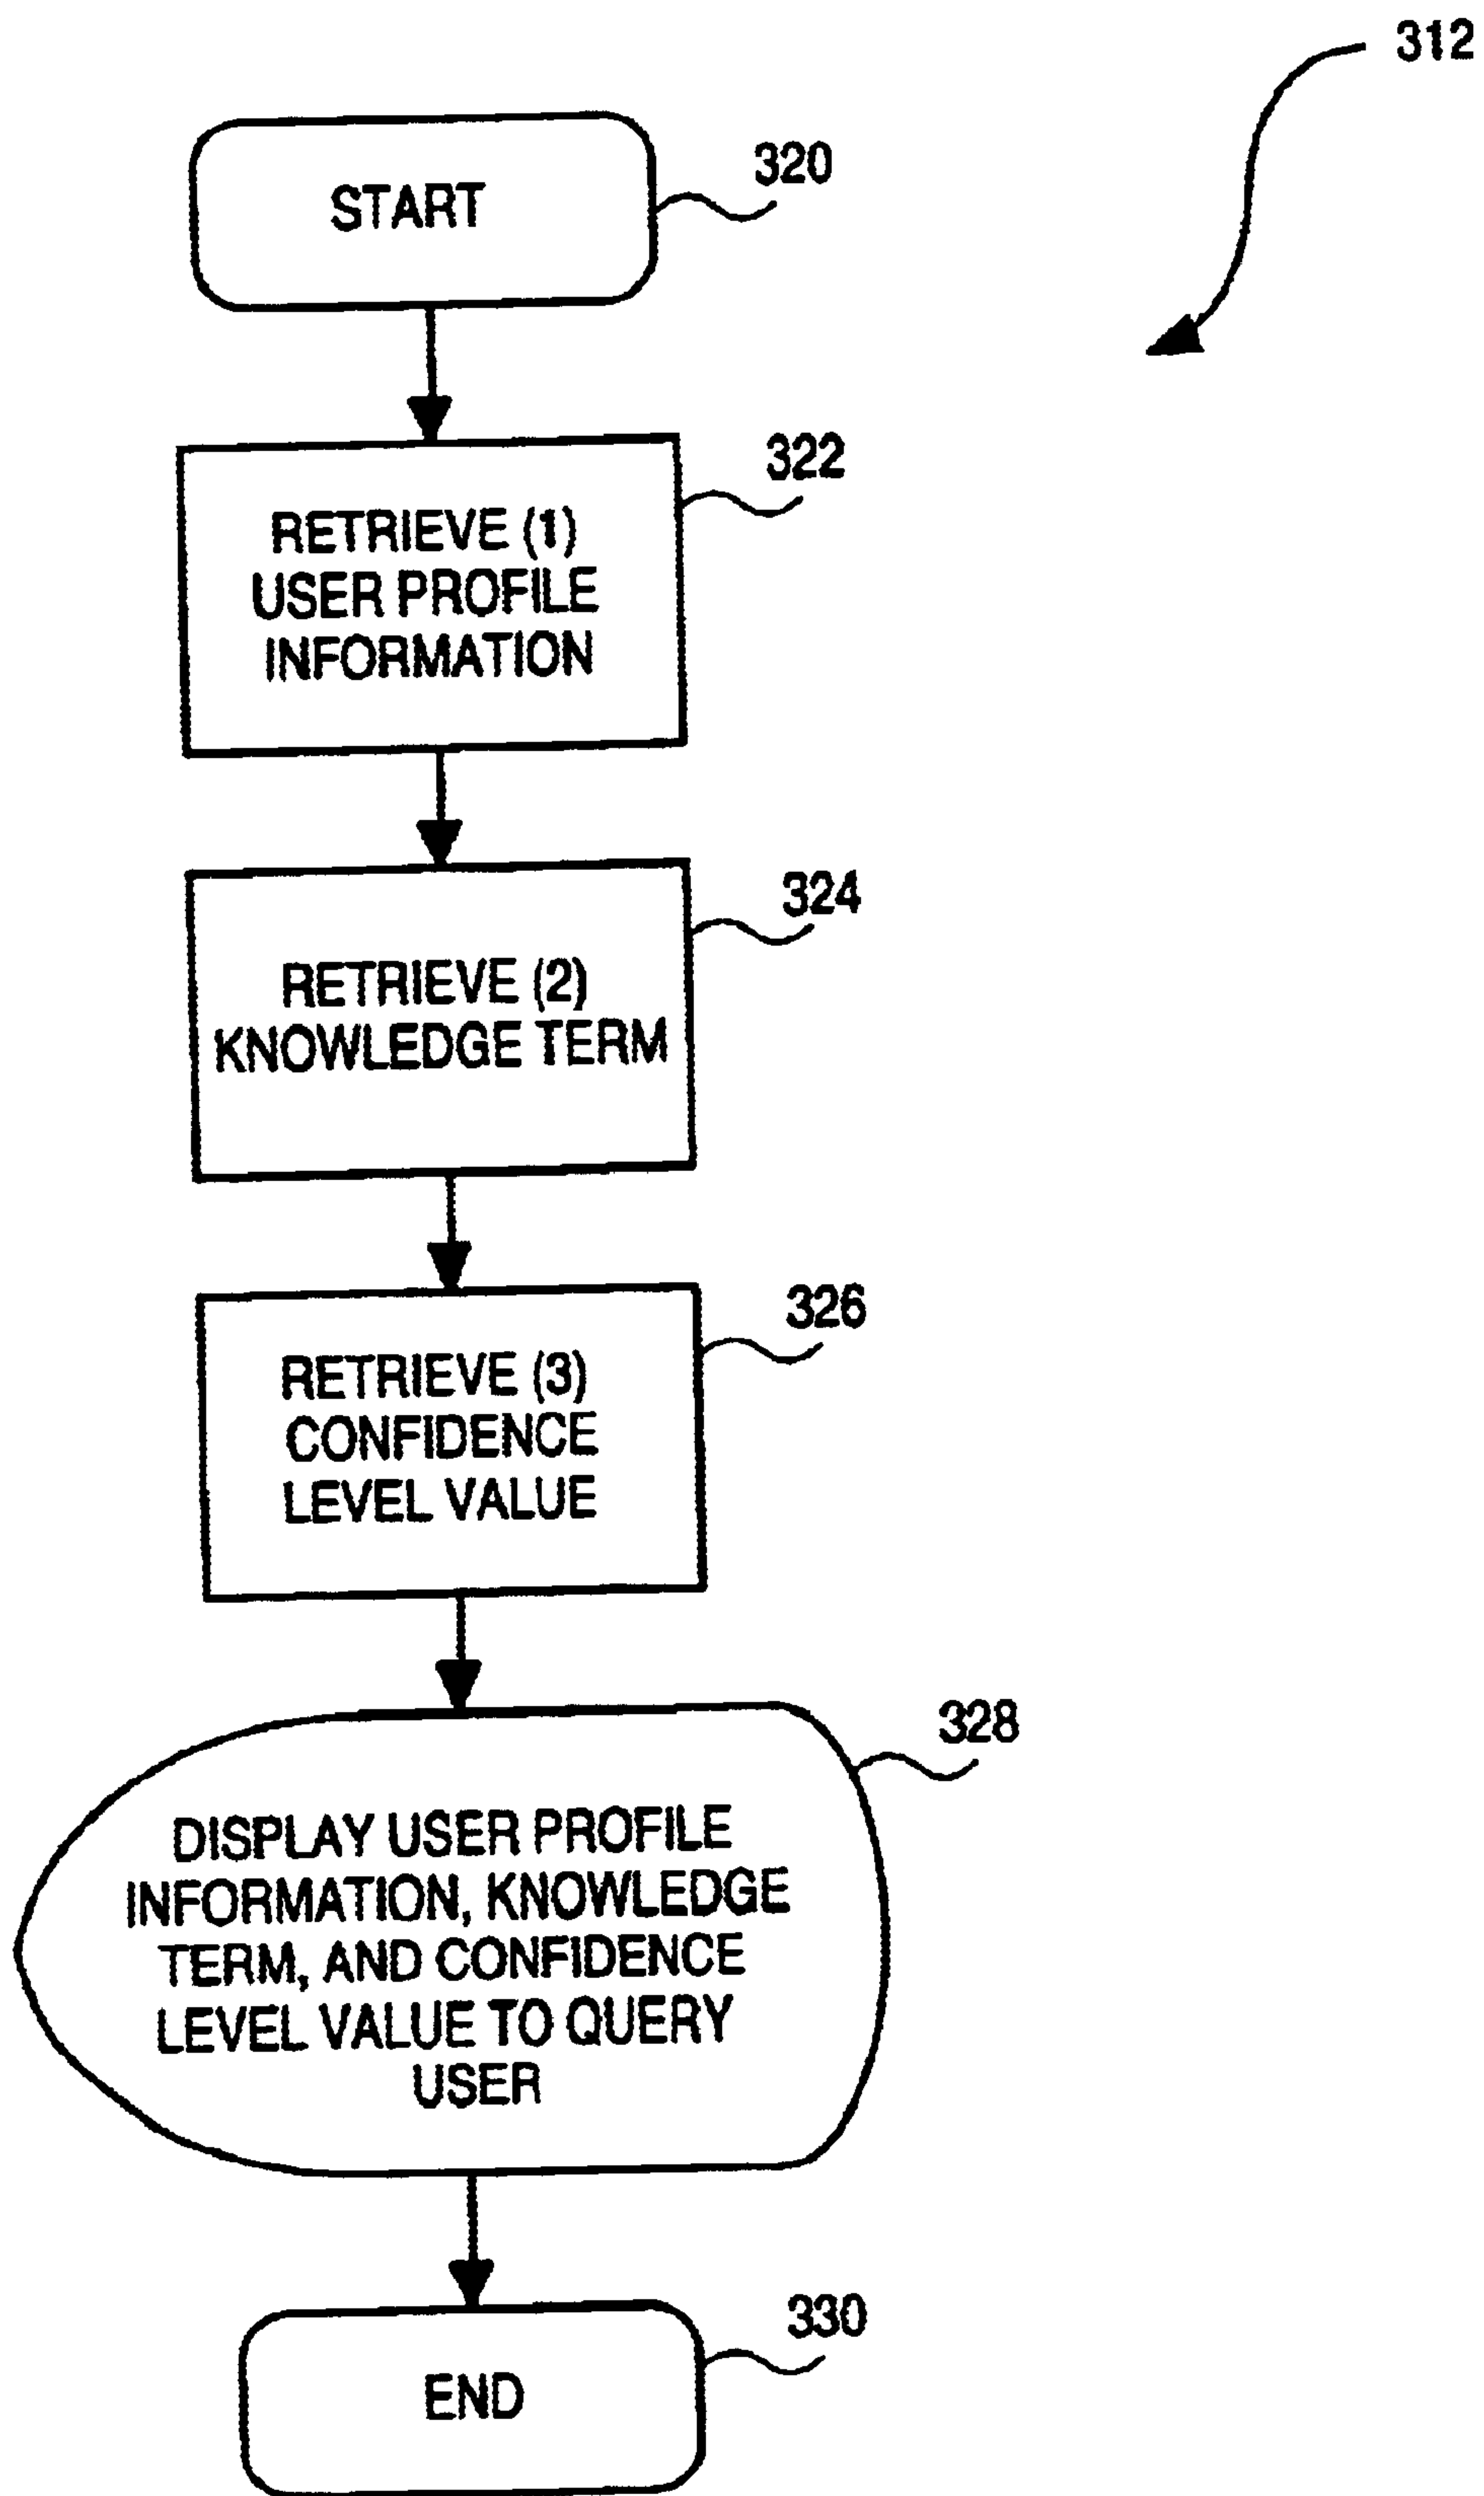 312
320
START
322
RETRIEVE (1)
USER PROFILE
INFORMATION
324
RETRIEVE (2)
KNOWLEDGE TERM
326
RETRIEVE (3)
CONFIDENCE
LEVEL VALUE
328
DISPLAY USER PROFILE
INFORMATION, KNOWLEDGE
TERM, AND CONFIDENCE
LEVEL VALUE TO QUERY
USER
330
END